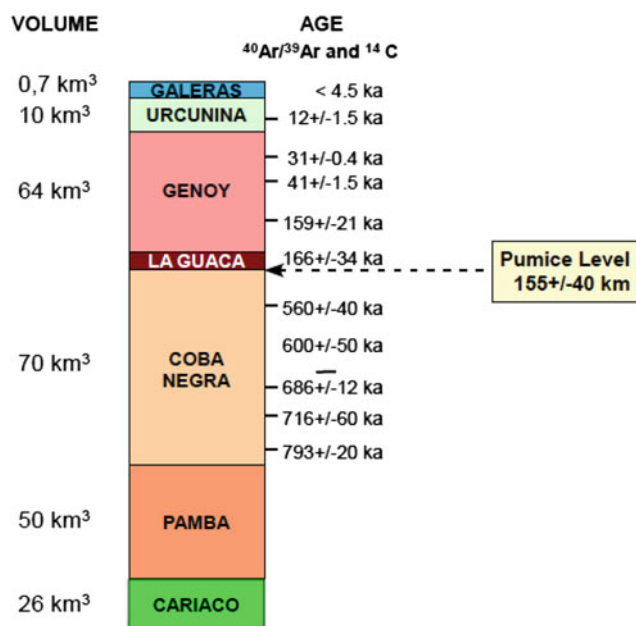 VOLUME AGE
⁴⁰Ar/³⁹Ar and ¹⁴ C
0,7 km³ GALERAS < 4.5 ka
10 km³ URCUNINA 12+/-1.5 ka
31+/-0.4 ka
64 km³ GENOY 41+/-1.5 ka
159+/-21 ka
LA GUACA 166+/-34 ka
Pumice Level
155+/-40 km
560+/-40 ka
600+/-50 ka
70 km³ COBA
NEGRA
686+/-12 ka
716+/-60 ka
793+/-20 ka
50 km³ PAMBA
26 km³ CARIACO